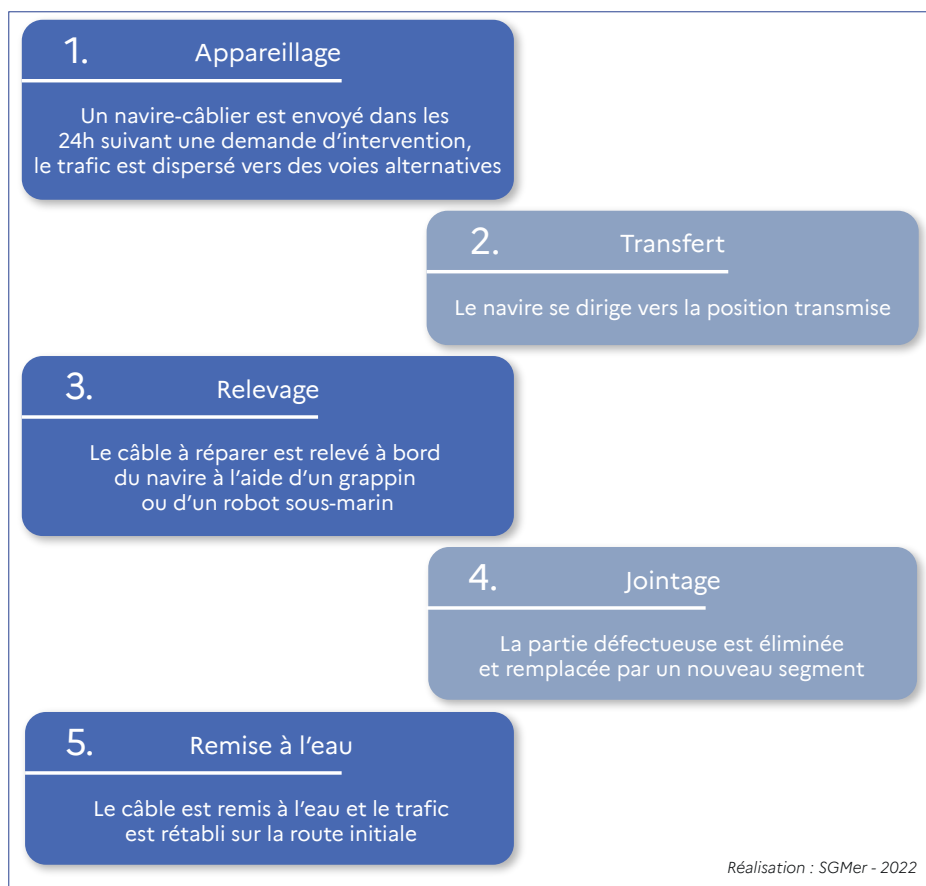 1. Appareillage
Un navire-câblier est envoyé dans les
24h suivant une demande d’intervention,
le trafic est dispersé vers des voies alternatives
2. Transfert
Le navire se dirige vers la position transmise
3. Relevage
Le câble à réparer est relevé à bord
du navire à l’aide d’un grappin
ou d’un robot sous-marin
4. Jointage
La partie défectueuse est éliminée
et remplacée par un nouveau segment
5. Remise à l’eau
Le câble est remis à l’eau et le trafic
est rétabli sur la route initiale
Réalisation : SGMer - 2022